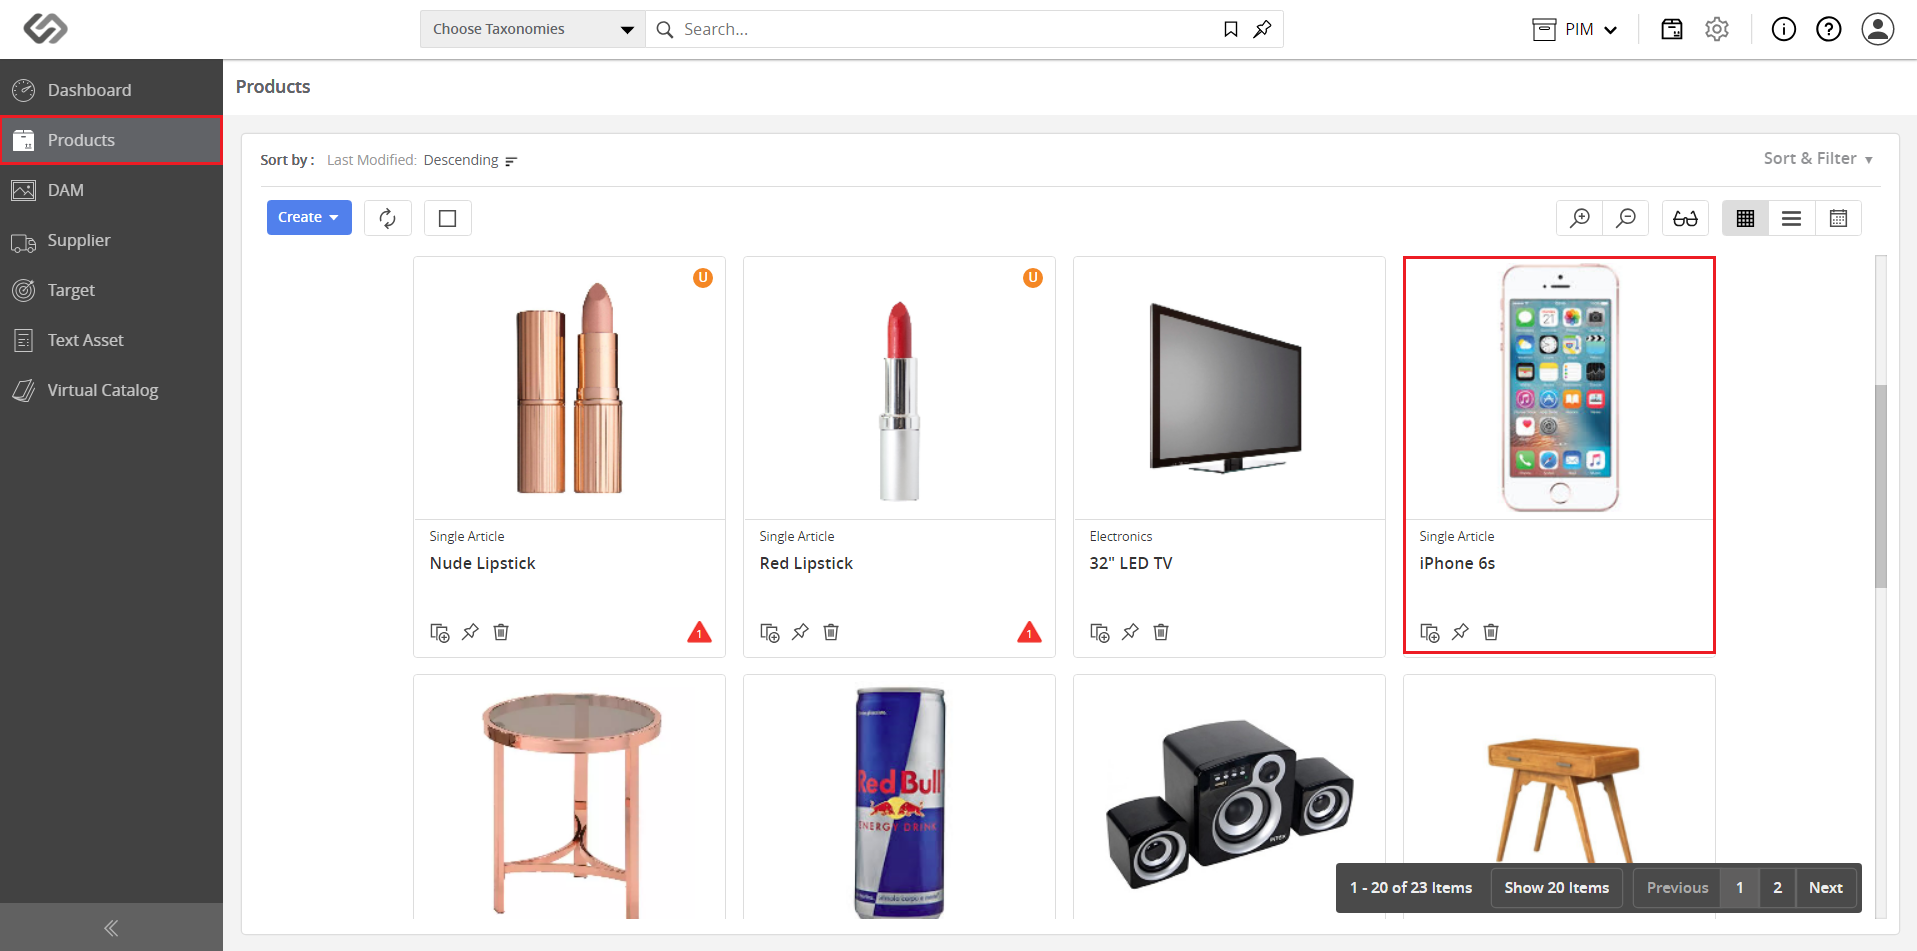 Choose Taxonomies
Search...
PIM
Dashboard
Products
DAM
Supplier
Target
Text Asset
Virtual Catalog
Products
Sort by : Last Modified: Descending
Sort & Filter
Create
U
U
Single Article
Nude Lipstick
1
Single Article
Red Lipstick
1
Electronics
32" LED TV
Single Article
iPhone 6s
Red Bull
ENERGY DRINK
1 - 20 of 23 Items
Show 20 Items
Previous
1
2
Next